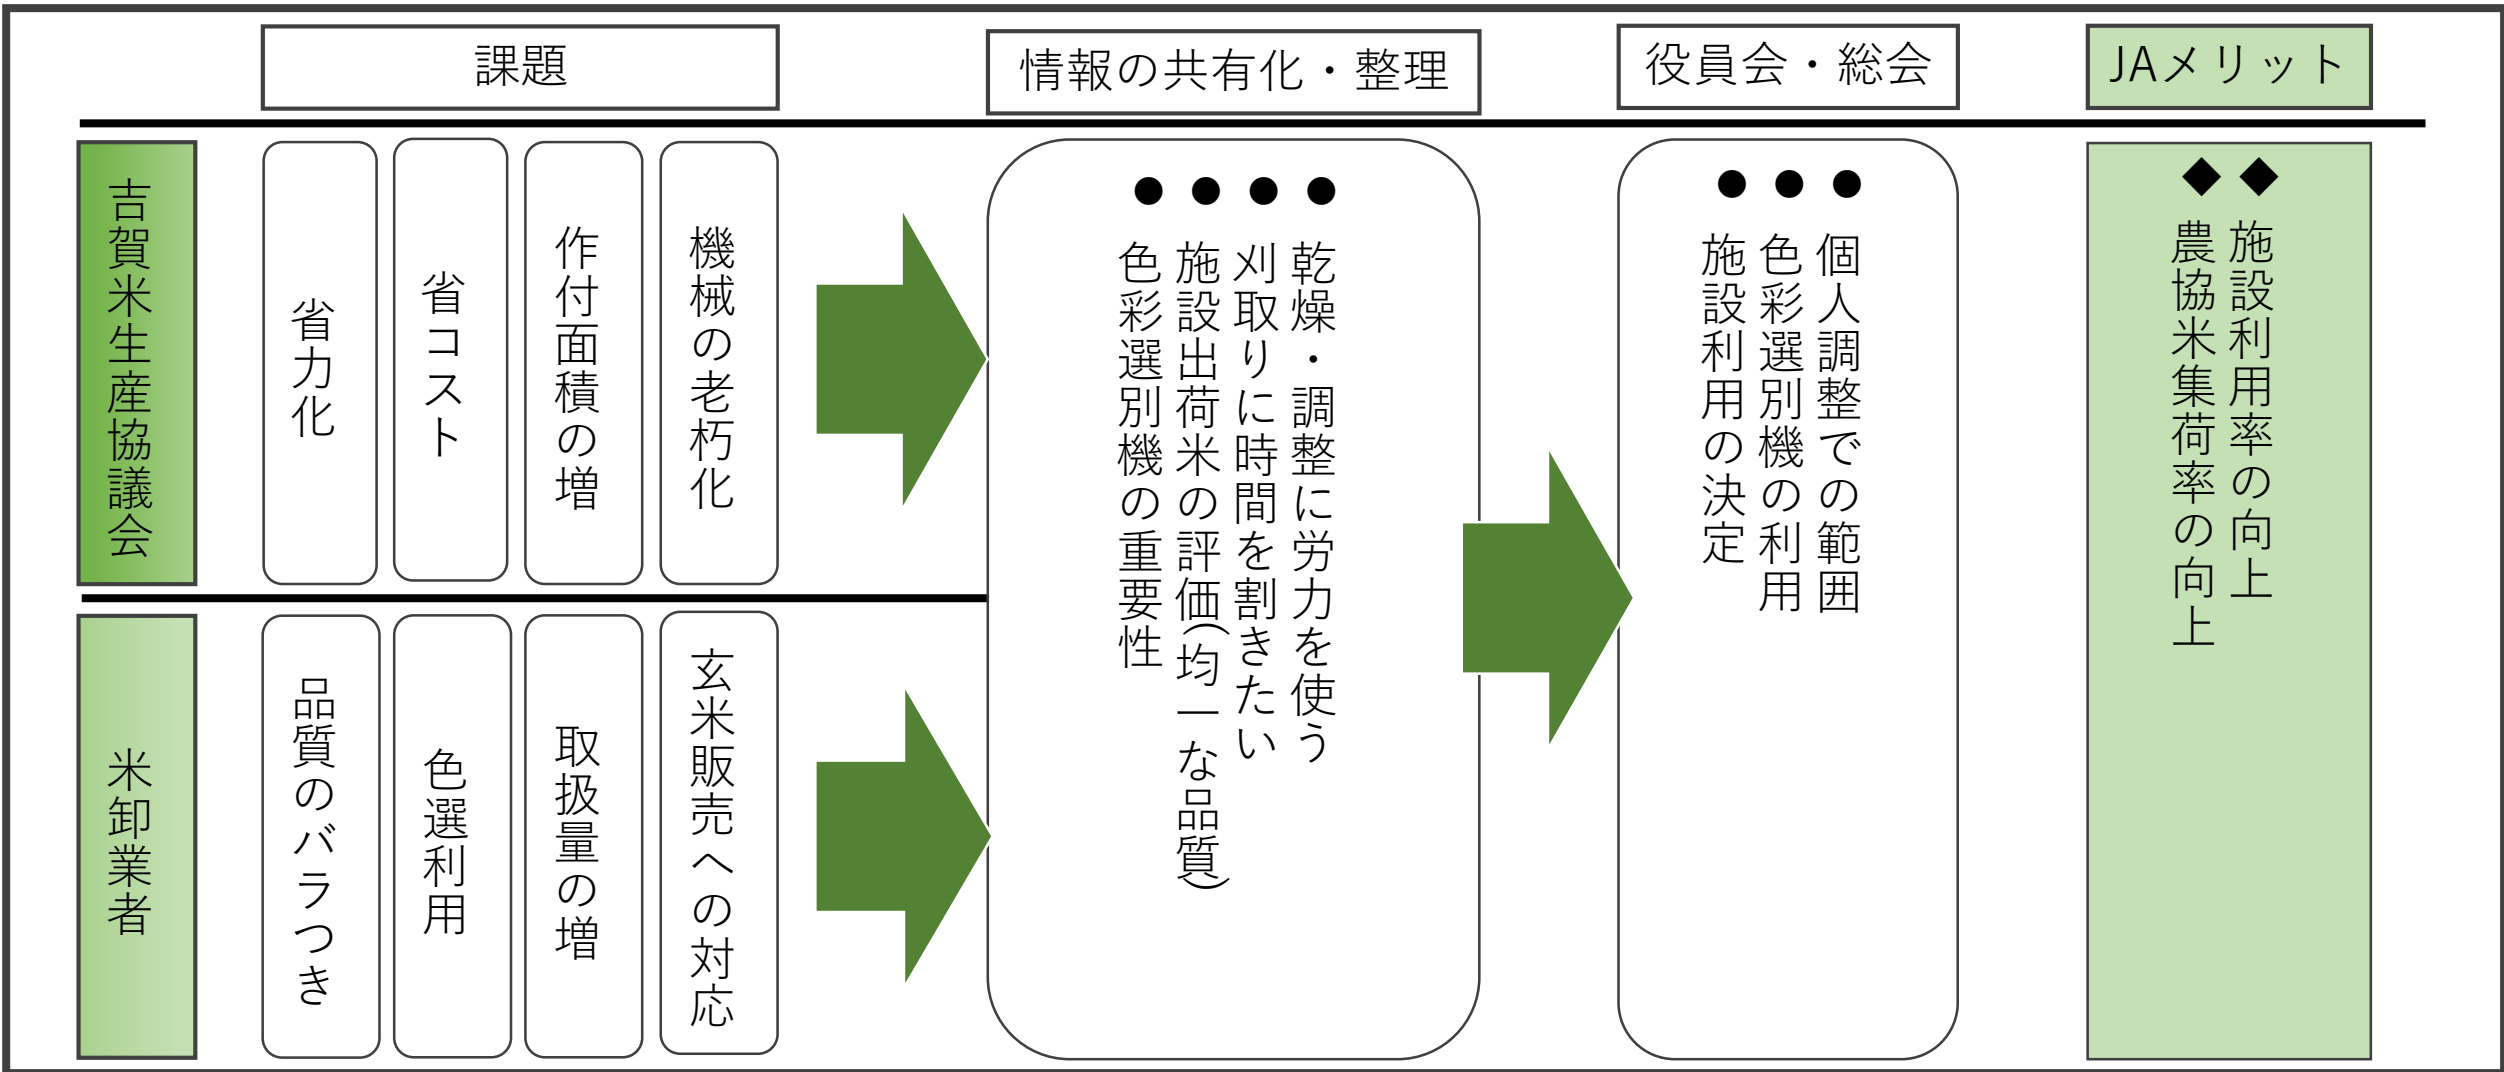 課題
情報の共有化・整理
役員会・総会
JAメリット
吉賀米生産協議会
省力化
省コスト
作付面積の増
機械の老朽化
米卸業者
品質のバラつき
色選利用
取扱量の増
玄米販売への対応
● 乾燥・調整に労力を使う
● 刈取りに時間を割きたい
● 施設出荷米の評価(均一な品質)
● 色彩選別機の重要性
● 個人調整での範囲
● 色彩選別機の利用
● 施設利用の決定
◆ 施設利用率の向上
◆ 農協米集荷率の向上